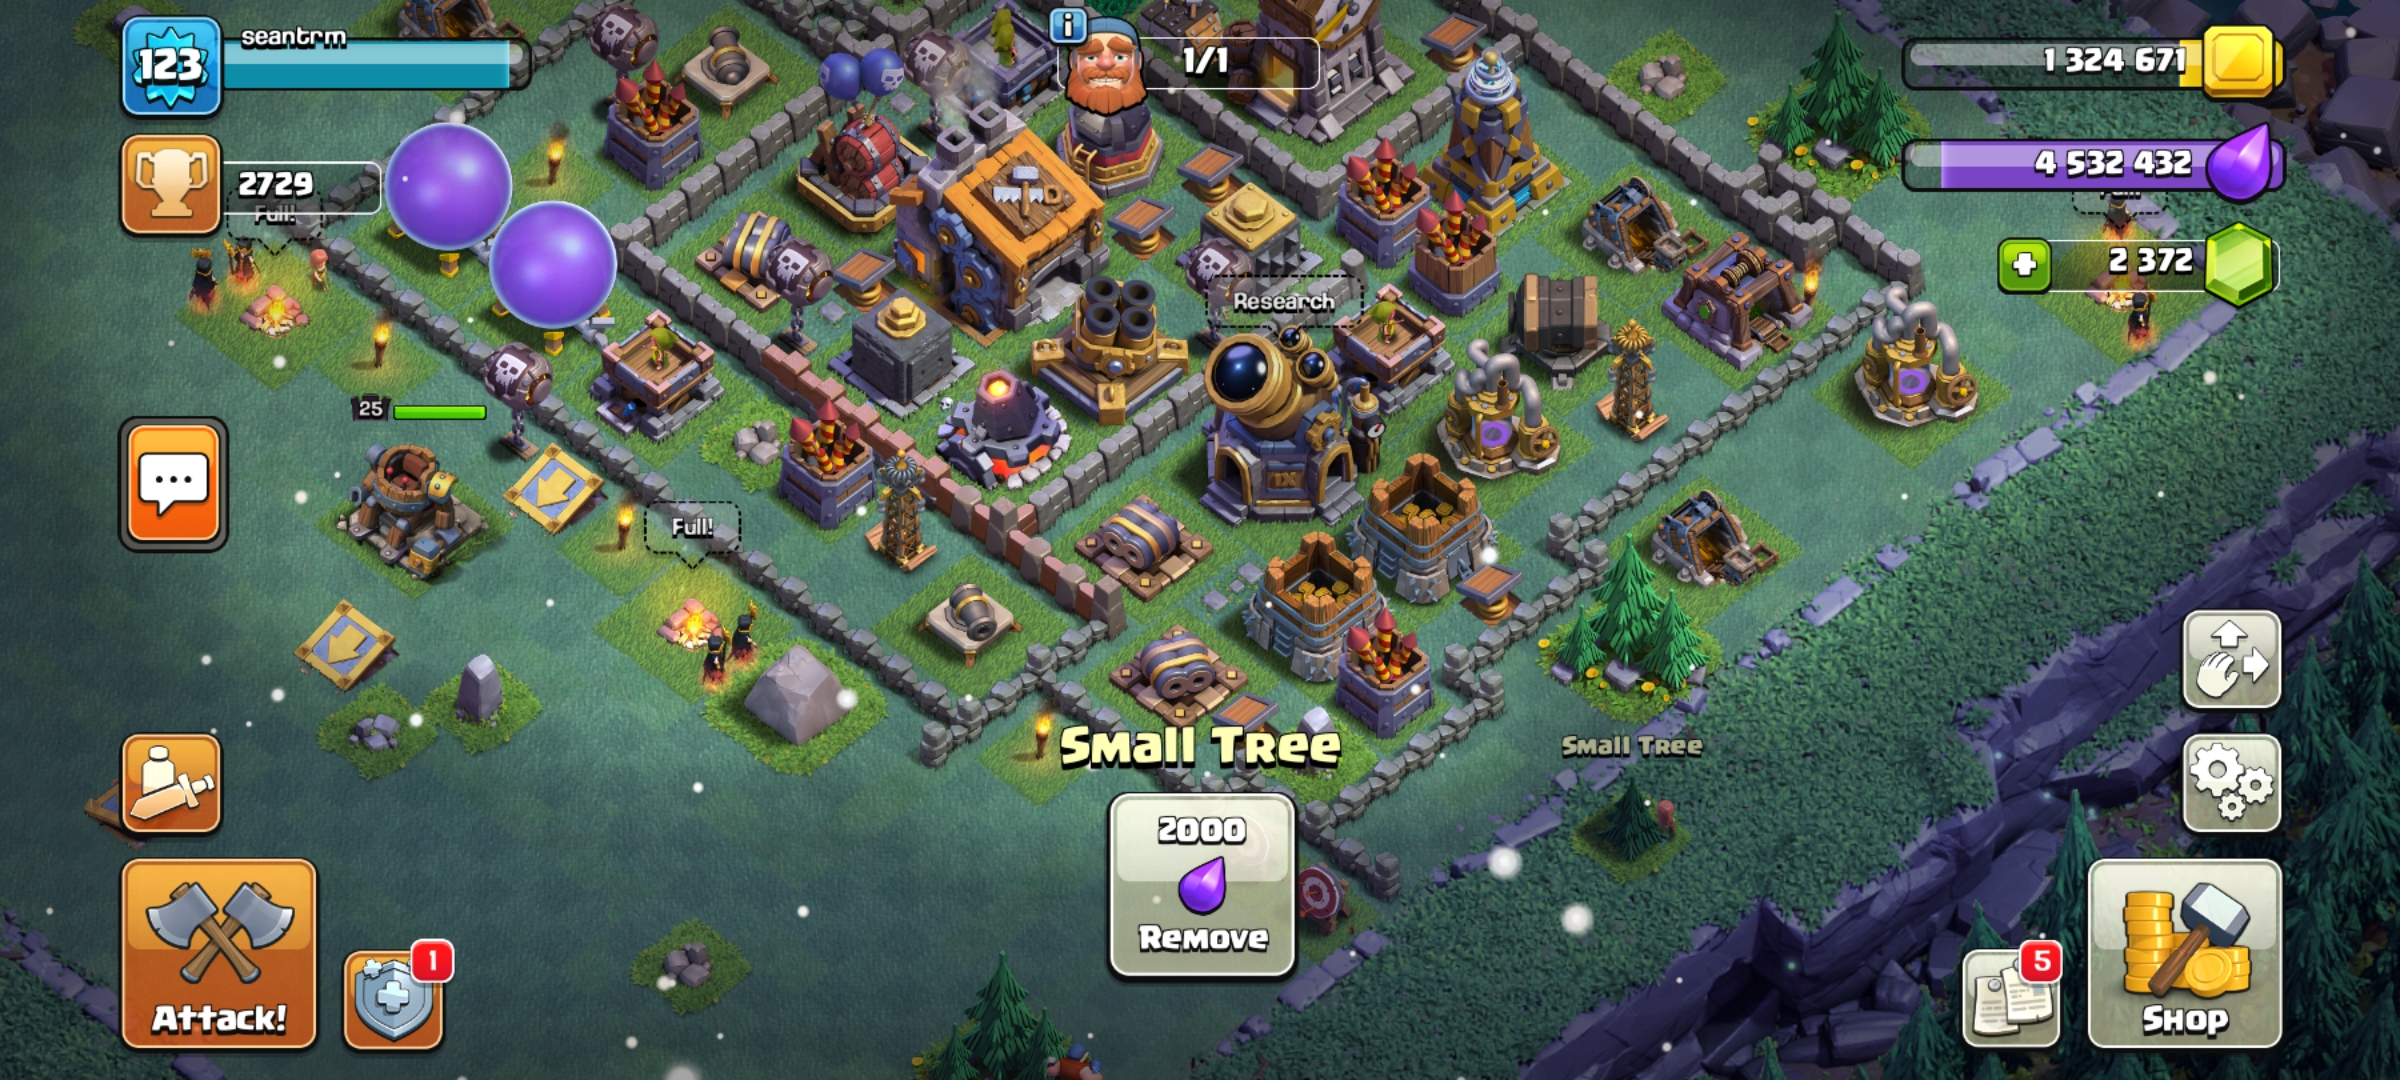 123
seantrm
1/1
1 324 671
2729
Full!
4 532 432
2 372
Research
25
Full!
IX
Small Tree
Small Tree
2000
Remove
1
Attack!
5
Shop